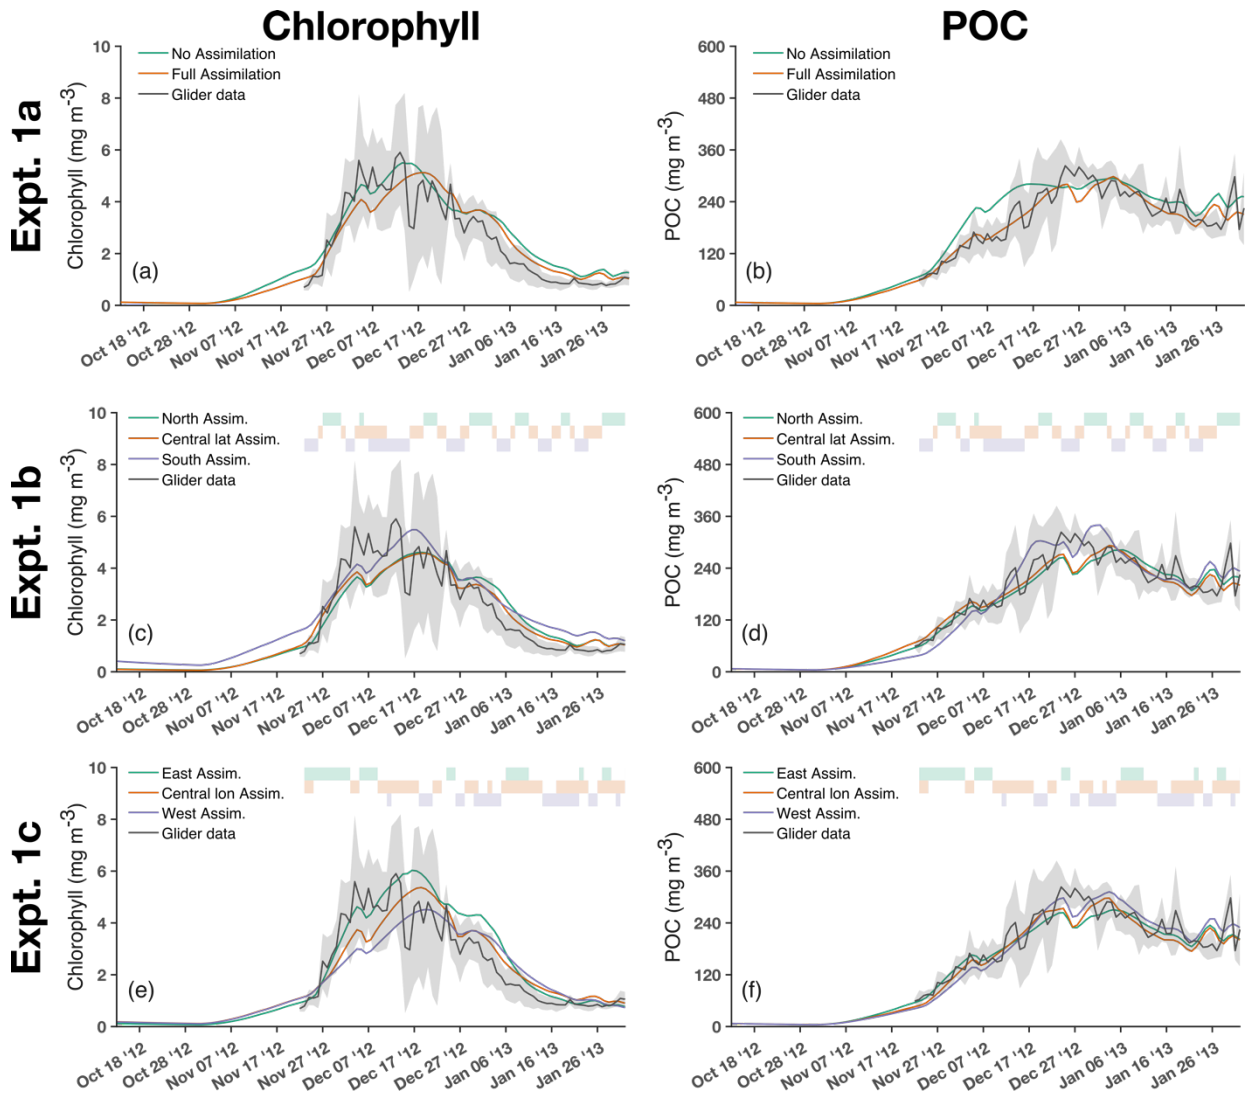 Chlorophyll
POC
Expt. 1a
Chlorophyll (mg m-3)
10
8
6
4
2
0
No Assimilation
Full Assimilation
Glider data
(a)
Oct 18 '12
Oct 28 '12
Nov 07 '12
Nov 17 '12
Nov 27 '12
Dec 07 '12
Dec 17 '12
Dec 27 '12
Jan 06 '13
Jan 16 '13
Jan 26 '13
POC (mg m-3)
600
480
360
240
120
0
No Assimilation
Full Assimilation
Glider data
(b)
Oct 18 '12
Oct 28 '12
Nov 07 '12
Nov 17 '12
Nov 27 '12
Dec 07 '12
Dec 17 '12
Dec 27 '12
Jan 06 '13
Jan 16 '13
Jan 26 '13
Expt. 1b
Chlorophyll (mg m-3)
10
8
6
4
2
0
North Assim.
Central lat Assim.
South Assim.
Glider data
(c)
Oct 18 '12
Oct 28 '12
Nov 07 '12
Nov 17 '12
Nov 27 '12
Dec 07 '12
Dec 17 '12
Dec 27 '12
Jan 06 '13
Jan 16 '13
Jan 26 '13
POC (mg m-3)
600
480
360
240
120
0
North Assim.
Central lat Assim.
South Assim.
Glider data
(d)
Oct 18 '12
Oct 28 '12
Nov 07 '12
Nov 17 '12
Nov 27 '12
Dec 07 '12
Dec 17 '12
Dec 27 '12
Jan 06 '13
Jan 16 '13
Jan 26 '13
Expt. 1c
Chlorophyll (mg m-3)
10
8
6
4
2
0
East Assim.
Central lon Assim.
West Assim.
Glider data
(e)
Oct 18 '12
Oct 28 '12
Nov 07 '12
Nov 17 '12
Nov 27 '12
Dec 07 '12
Dec 17 '12
Dec 27 '12
Jan 06 '13
Jan 16 '13
Jan 26 '13
POC (mg m-3)
600
480
360
240
120
0
East Assim.
Central lon Assim.
West Assim.
Glider data
(f)
Oct 18 '12
Oct 28 '12
Nov 07 '12
Nov 17 '12
Nov 27 '12
Dec 07 '12
Dec 17 '12
Dec 27 '12
Jan 06 '13
Jan 16 '13
Jan 26 '13